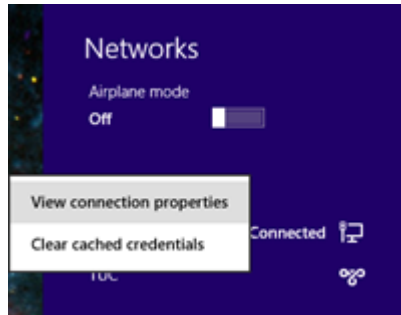 Networks
Airplane mode
Off
View connection properties
Clear cached credentials
Connected
TUC